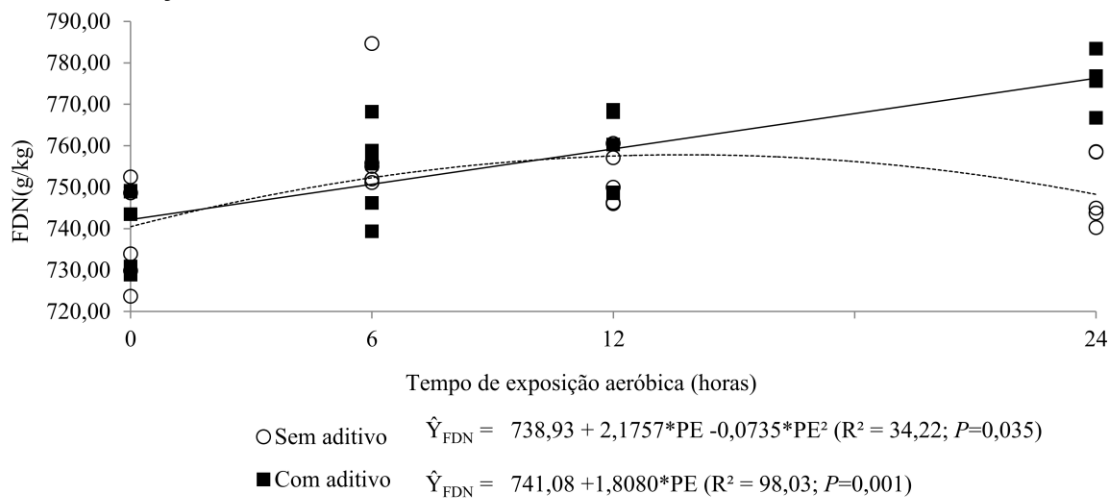 790,00
780,00
770,00
760,00
750,00
740,00
730,00
720,00
FDN(g/kg)
0 6 12 24
Tempo de exposição aeróbica (horas)
Sem aditivo ŶFDN = 738,93 + 2,1757*PE -0,0735*PE² (R² = 34,22; P=0,035)
Com aditivo ŶFDN = 741,08 +1,8080*PE (R² = 98,03; P=0,001)